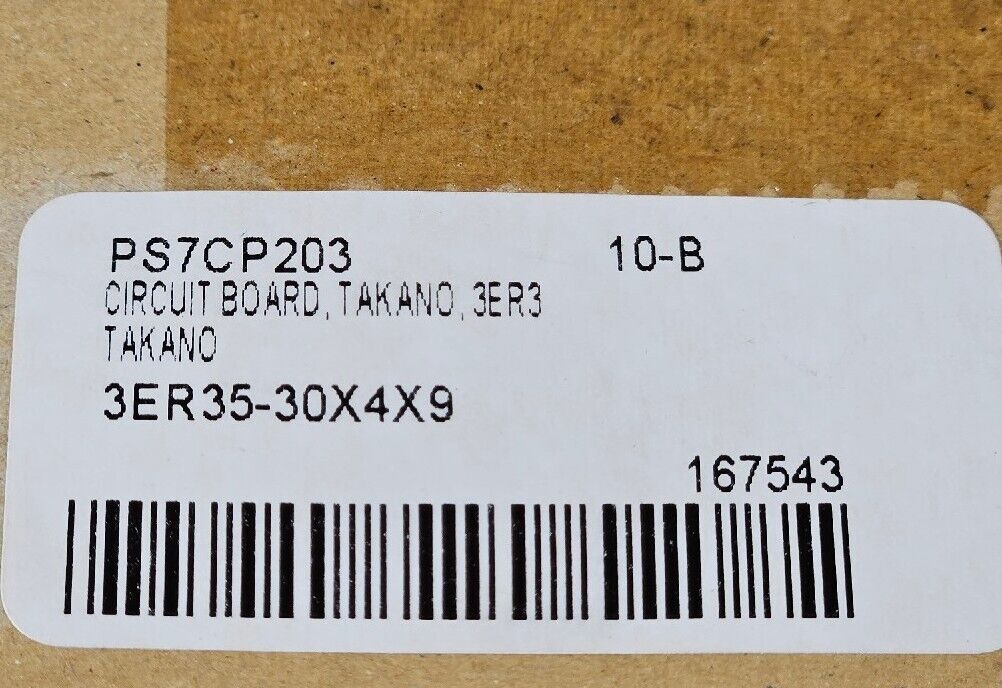 PS7CP203 10-B
CIRCUIT BOARD, TAKANO, 3ER3
TAKANO
3ER35-30X4X9
167543